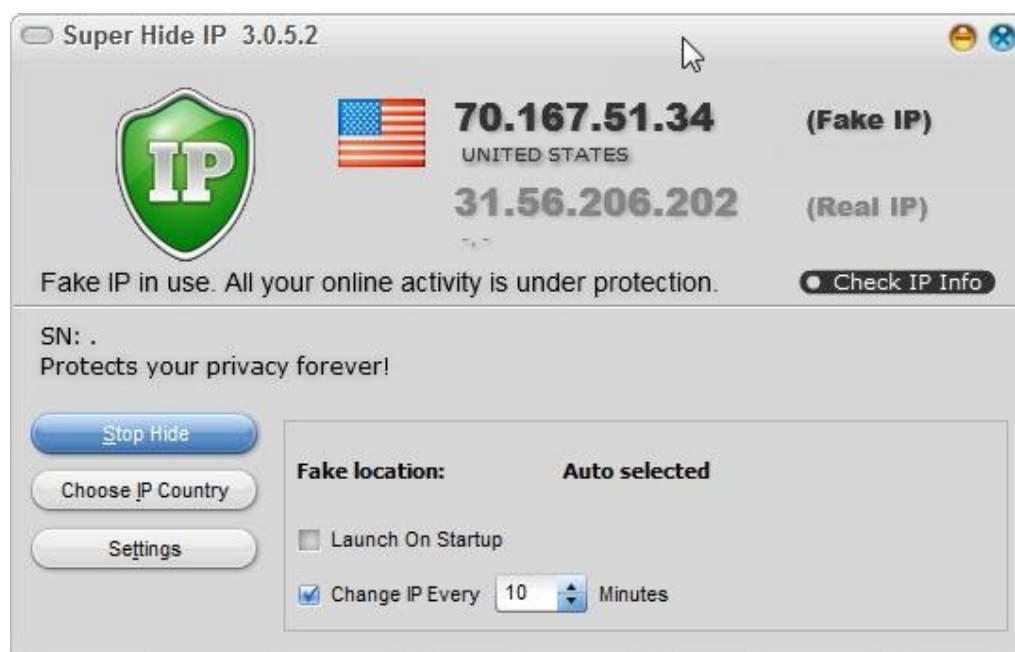 Super Hide IP 3.0.5.2
IP
70.167.51.34 (Fake IP)
UNITED STATES
31.56.206.202 (Real IP)
-, -
Fake IP in use. All your online activity is under protection. Check IP Info
SN: .
Protects your privacy forever!
Stop Hide
Choose IP Country
Settings
Fake location: Auto selected
Launch On Startup
Change IP Every 10 Minutes